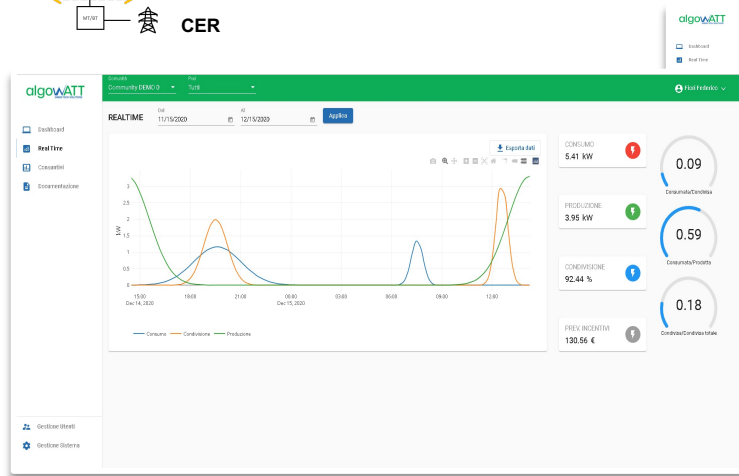 MT/BT
CER
algoWATT
Dashboard
Real Time
algoWATT
GREENTECH SOLUTIONS
Comunità
Community DEMO 0
Pod
Tutti
Fiori Federico
Dashboard
Real Time
Consuntivi
Documentazione
Gestione Utenti
Gestione Sistema
REALTIME
Dal
11/15/2020
Al
12/15/2020
Applica
Esporta dati
kW
3
2.5
2
1.5
1
0.5
0
15:00
Dec 14, 2020
18:00
21:00
00:00
Dec 15, 2020
03:00
06:00
09:00
12:00
Consumo
Condivisione
Produzione
CONSUMO
5.41 kW
PRODUZIONE
3.95 kW
CONDIVISIONE
92.44 %
PREV. INCENTIVI
130.56 €
0.09
Consumata/Condivisa
0.59
Consumata/Prodotta
0.18
Condivisa/Condivisa totale